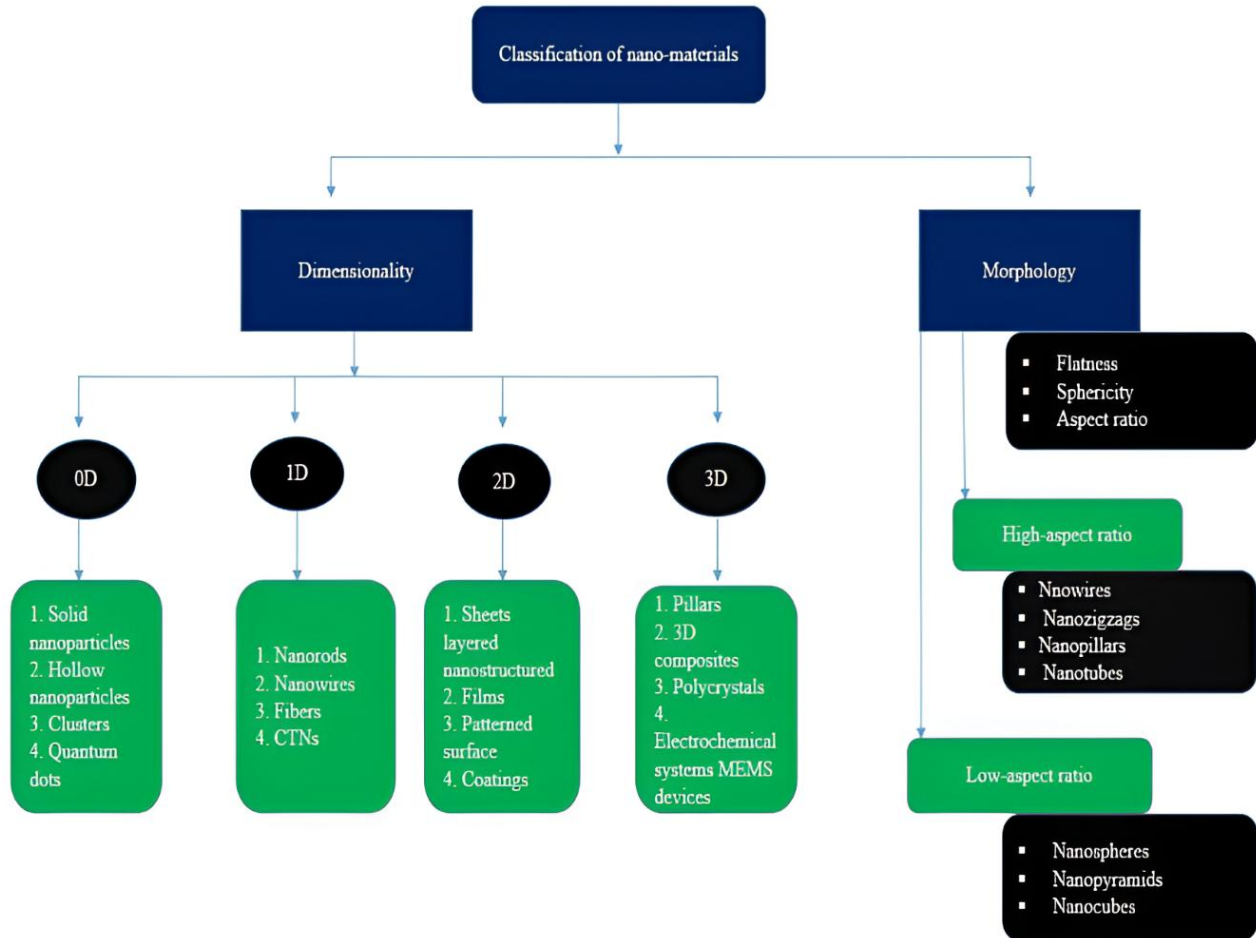 Classification of nano-materials
Dimensionality
Morphology
▪ Flatness
▪ Sphericity
▪ Aspect ratio
0D
1D
2D
3D
High-aspect ratio
▪ Nnowires
▪ Nanozigzags
▪ Nanopillars
▪ Nanotubes
1. Solid
nanoparticles
2. Hollow
nanoparticles
3. Clusters
4. Quantum
dots
1. Nanorods
2. Nanowires
3. Fibers
4. CTNs
1. Sheets
layered
nanostructured
2. Films
3. Patterned
surface
4. Coatings
1. Pillars
2. 3D
composites
3. Polycrystals
4.
Electrochemical
systems MEMS
devices
Low-aspect ratio
▪ Nanospheres
▪ Nanopyramids
▪ Nanocubes